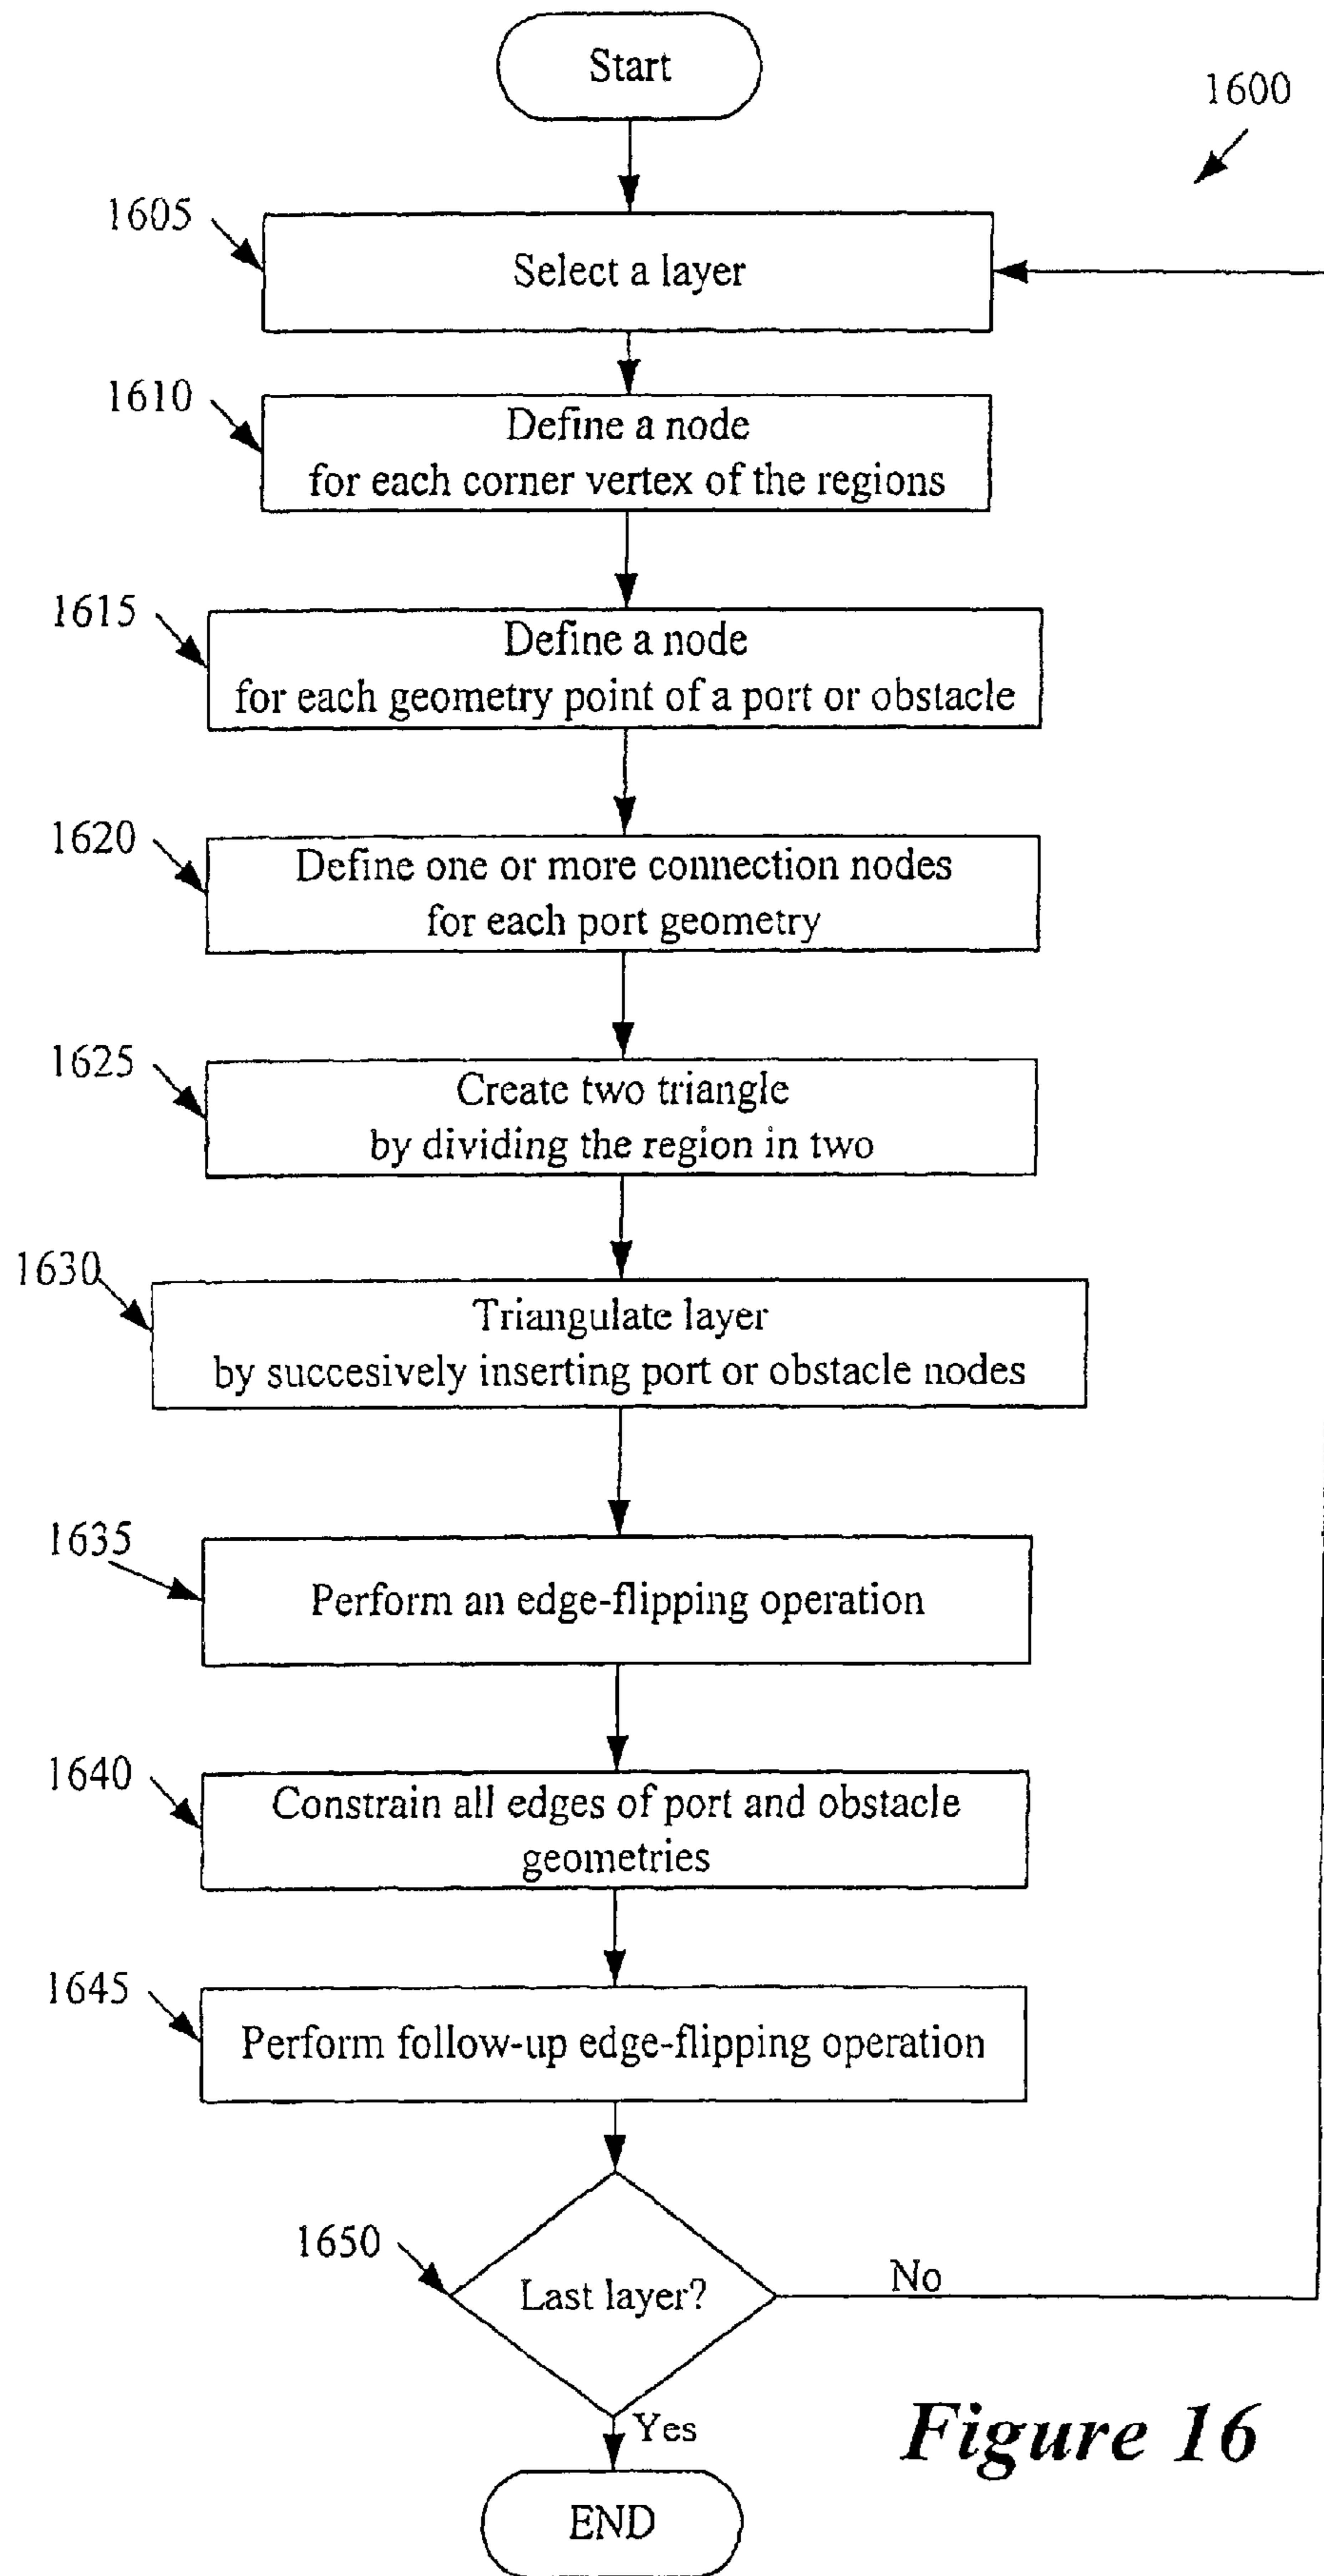 Start
1600
1605
Select a layer
1610
Define a node
for each corner vertex of the regions
1615
Define a node
for each geometry point of a port or obstacle
1620
Define one or more connection nodes
for each port geometry
1625
Create two triangle
by dividing the region in two
1630
Triangulate layer
by succesively inserting port or obstacle nodes
1635
Perform an edge-flipping operation
1640
Constrain all edges of port and obstacle
geometries
1645
Perform follow-up edge-flipping operation
1650
Last layer?
No
Yes
END
Figure 16